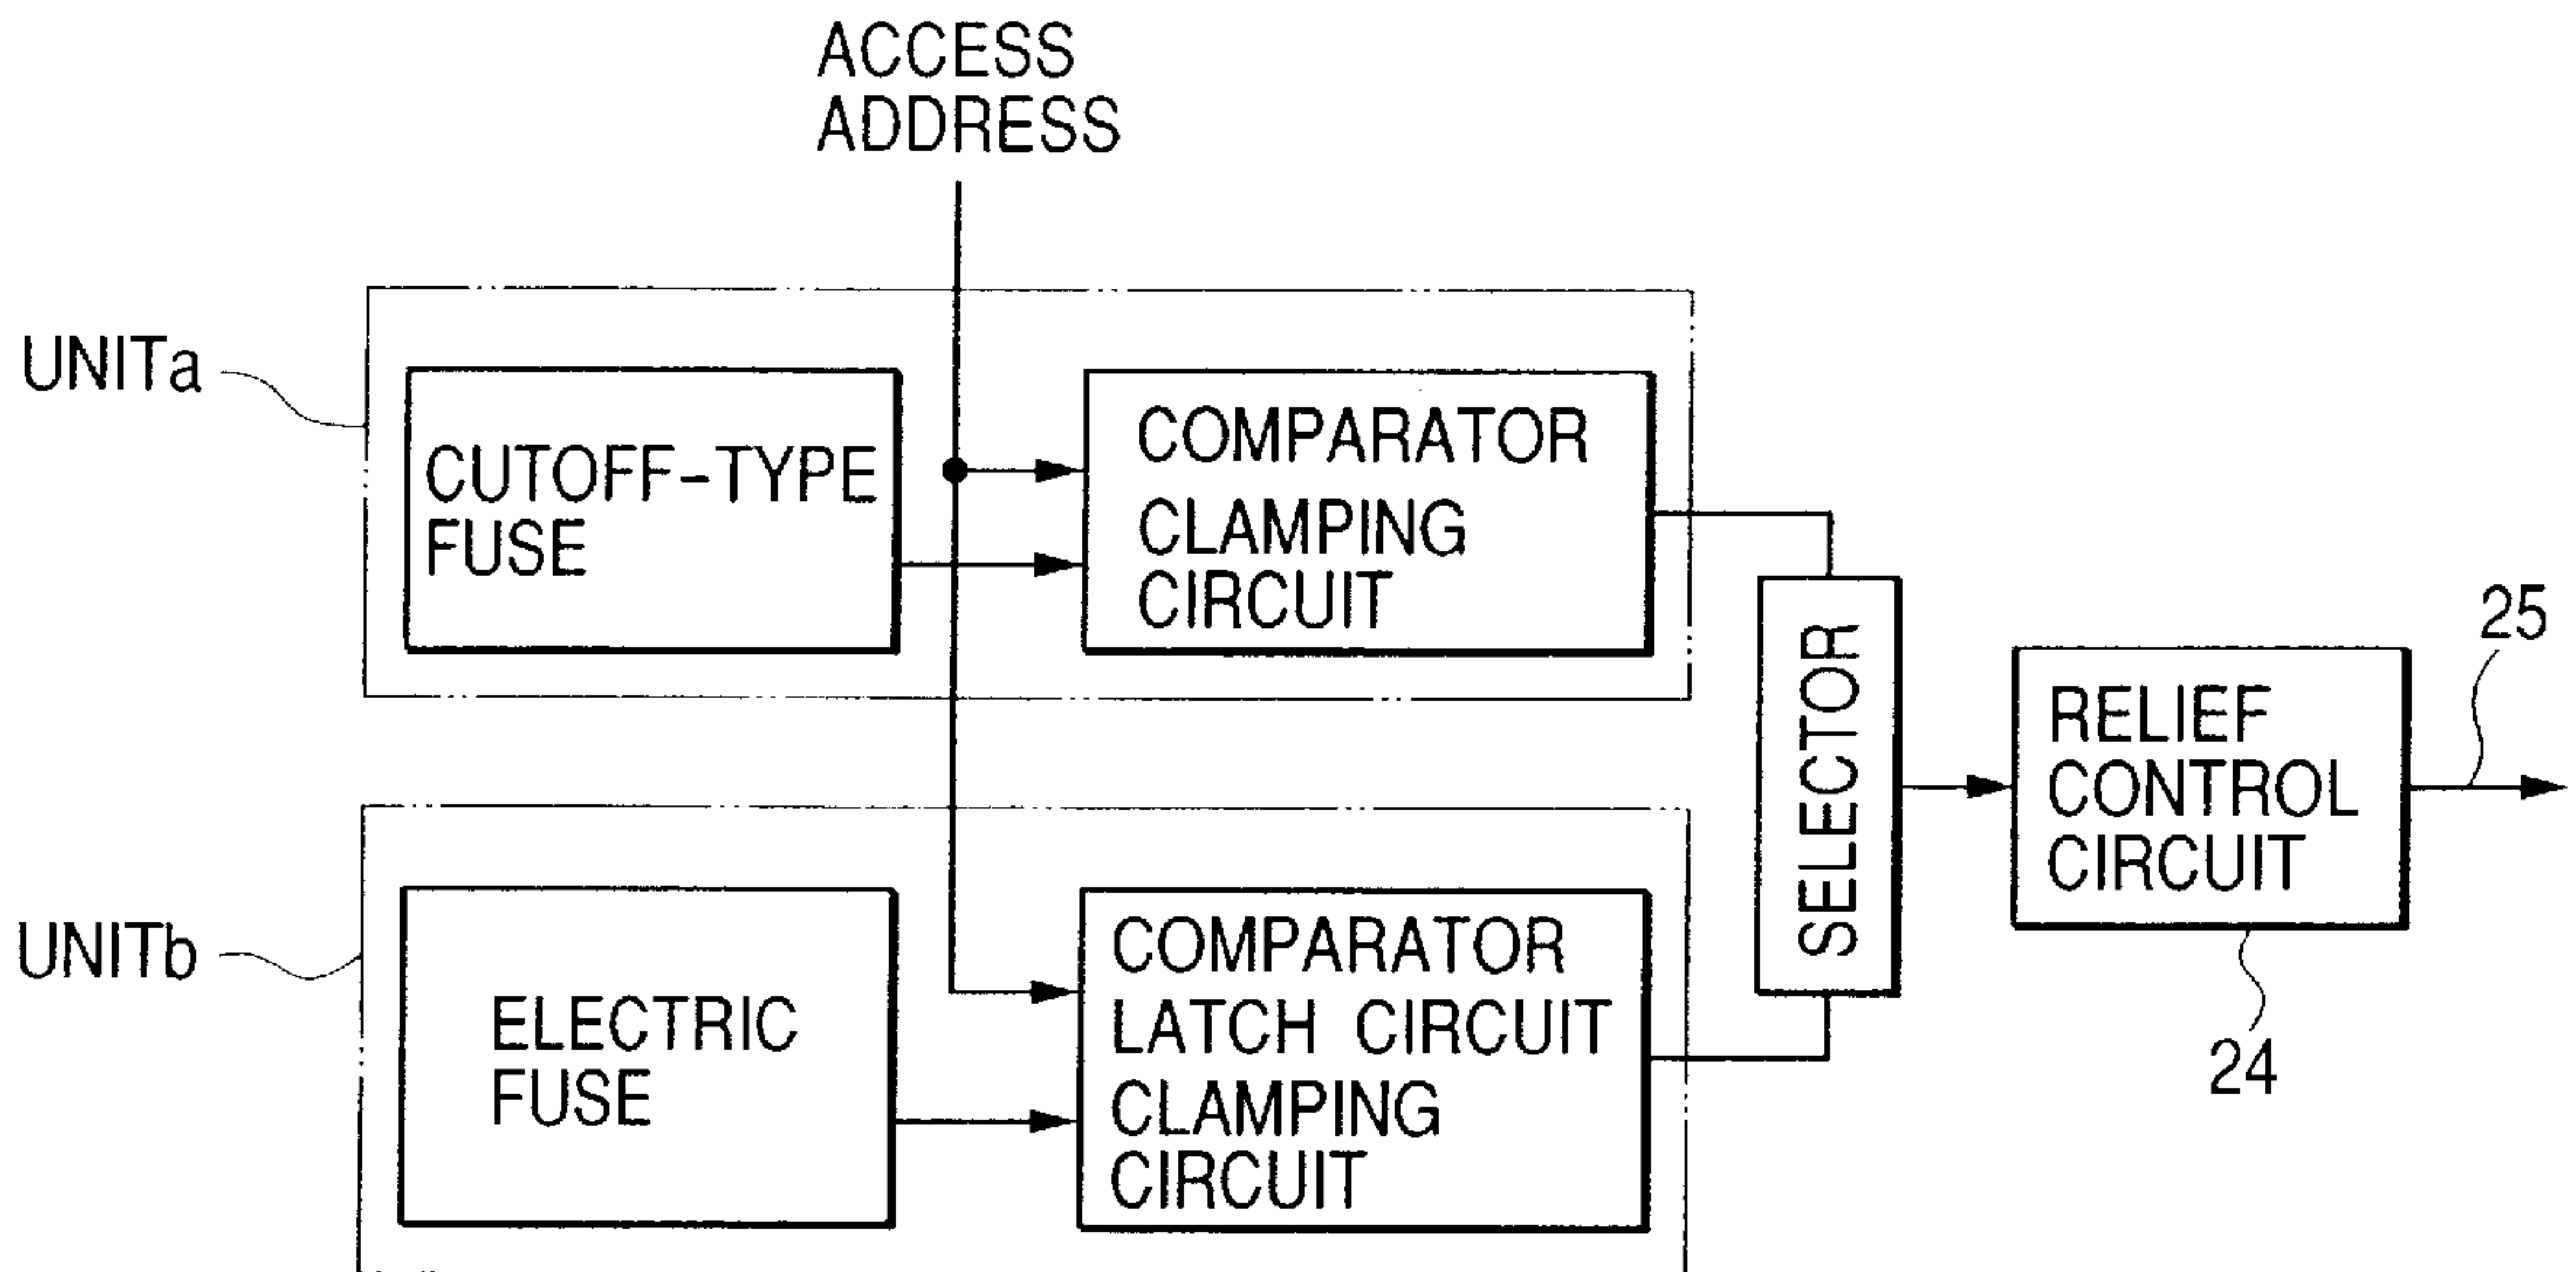 ACCESS
ADDRESS
UNITa
CUTOFF-TYPE
FUSE
COMPARATOR
CLAMPING
CIRCUIT
SELECTOR
RELIEF
CONTROL
CIRCUIT
25
24
UNITb
ELECTRIC
FUSE
COMPARATOR
LATCH CIRCUIT
CLAMPING
CIRCUIT